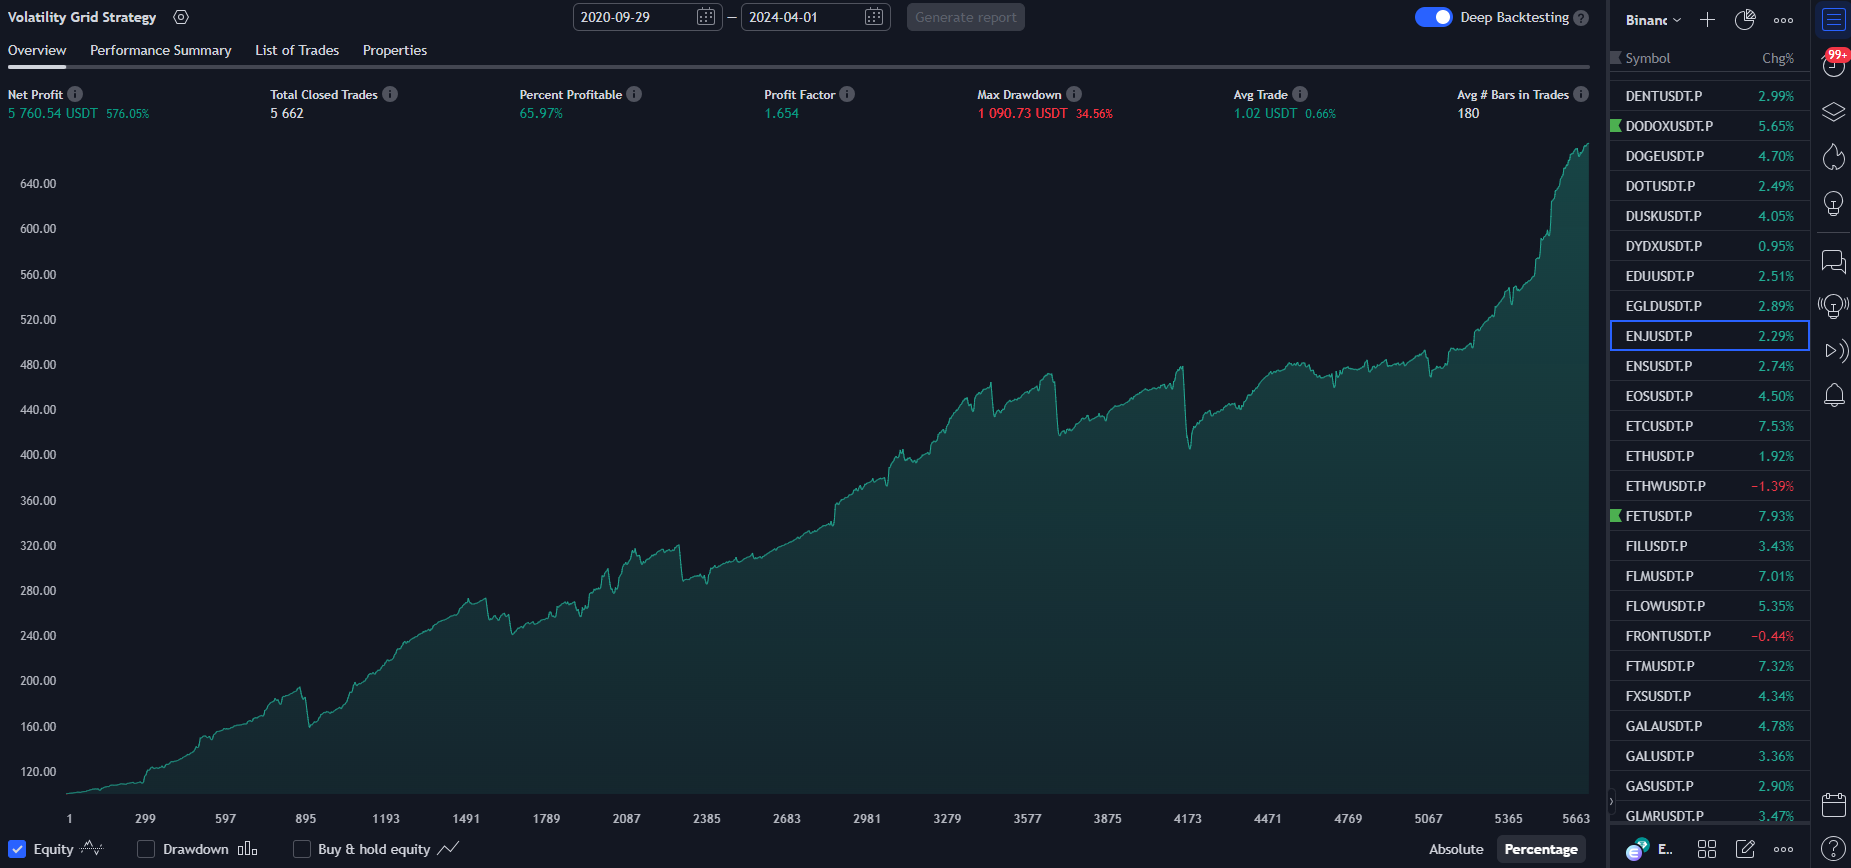 Volatility Grid Strategy
2020-09-29 — 2024-04-01 Generate report
Deep Backtesting ?
Overview Performance Summary List of Trades Properties
Net Profit Total Closed Trades Percent Profitable Profit Factor Max Drawdown Avg Trade Avg # Bars in Trades
5 760.54 USDT 576.05% 5 662 65.97% 1.654 1 090.73 USDT 34.56% 1.02 USDT 0.66% 180
640.00
600.00
560.00
520.00
480.00
440.00
400.00
360.00
320.00
280.00
240.00
200.00
160.00
120.00
1 299 597 895 1193 1491 1789 2087 2385 2683 2981 3279 3577 3875 4173 4471 4769 5067 5365 5663
Equity Drawdown Buy & hold equity Absolute Percentage
Binanc
99+
Symbol Chg%
DENTUSDT.P 2.99%
DODOXUSDT.P 5.65%
DOGEUSDT.P 4.70%
DOTUSDT.P 2.49%
DUSKUSDT.P 4.05%
DYDXUSDT.P 0.95%
EDUUSDT.P 2.51%
EGLDUSDT.P 2.89%
ENJUSDT.P 2.29%
ENSUSDT.P 2.74%
EOSUSDT.P 4.50%
ETCUSDT.P 7.53%
ETHUSDT.P 1.92%
ETHWUSDT.P −1.39%
FETUSDT.P 7.93%
FILUSDT.P 3.43%
FLMUSDT.P 7.01%
FLOWUSDT.P 5.35%
FRONTUSDT.P −0.44%
FTMUSDT.P 7.32%
FXSUSDT.P 4.34%
GALAUSDT.P 4.78%
GALUSDT.P 3.36%
GASUSDT.P 2.90%
GLMRUSDT.P 3.47%
E..